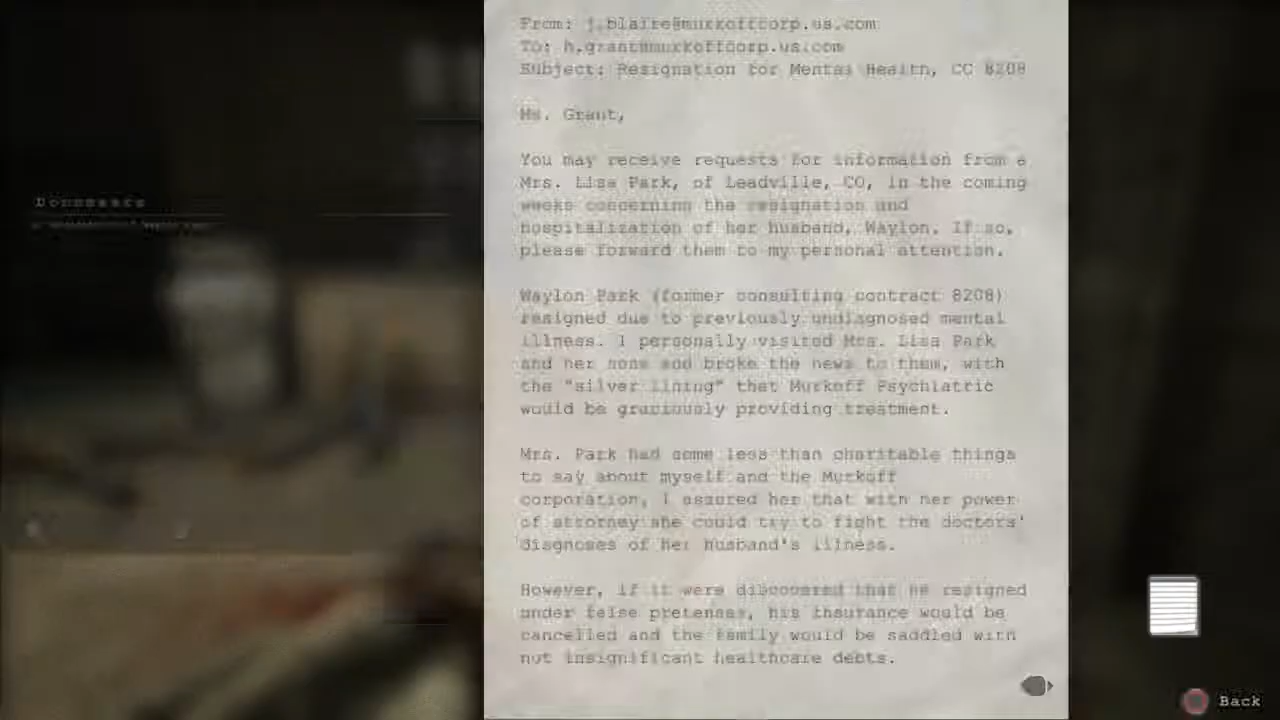 Documents
From: j.blaire@murkoffcorp.us.com
To: h.grant@murkoffcorp.us.com
Subject: Resignation for Mental Health, CC 8208
Ms. Grant,
You may receive requests for information from a
Mrs. Lisa Park, of Leadville, CO, in the coming
weeks concerning the resignation and
hospitalization of her husband, Waylon. If so,
please forward them to my personal attention.
Waylon Park (former consulting contract 8208)
resigned due to previously undiagnosed mental
illness. I personally visited Mrs. Lisa Park
and her sons and broke the news to them, with
the "silver lining" that Murkoff Psychiatric
would be graciously providing treatment.
Mrs. Park had some less than charitable things
to say about myself and the Murkoff
corporation, I assured her that with her power
of attorney she could try to fight the doctors'
diagnoses of her husband's illness.
However, if it were discovered that he resigned
under false pretenses, his insurance would be
cancelled and the family would be saddled with
not insignificant healthcare debts.
Back